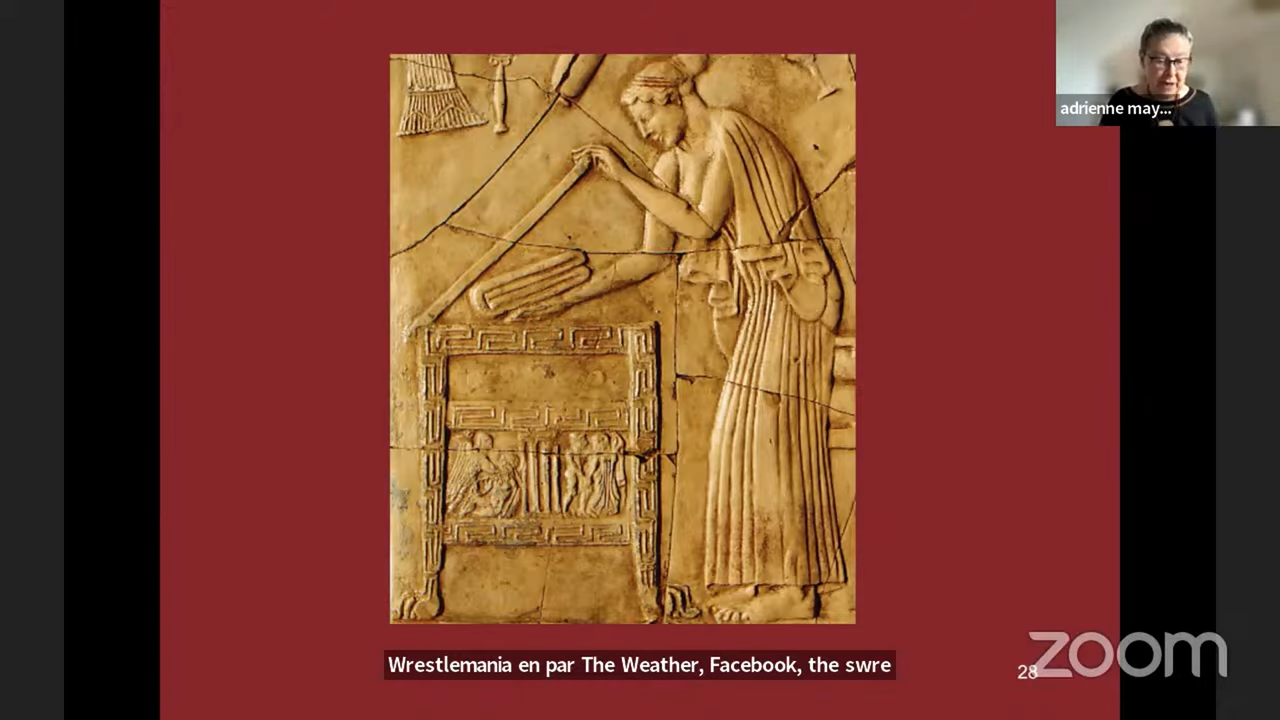 adrienne may...
Wrestlemania en par The Weather, Facebook, the swre
28
zoom